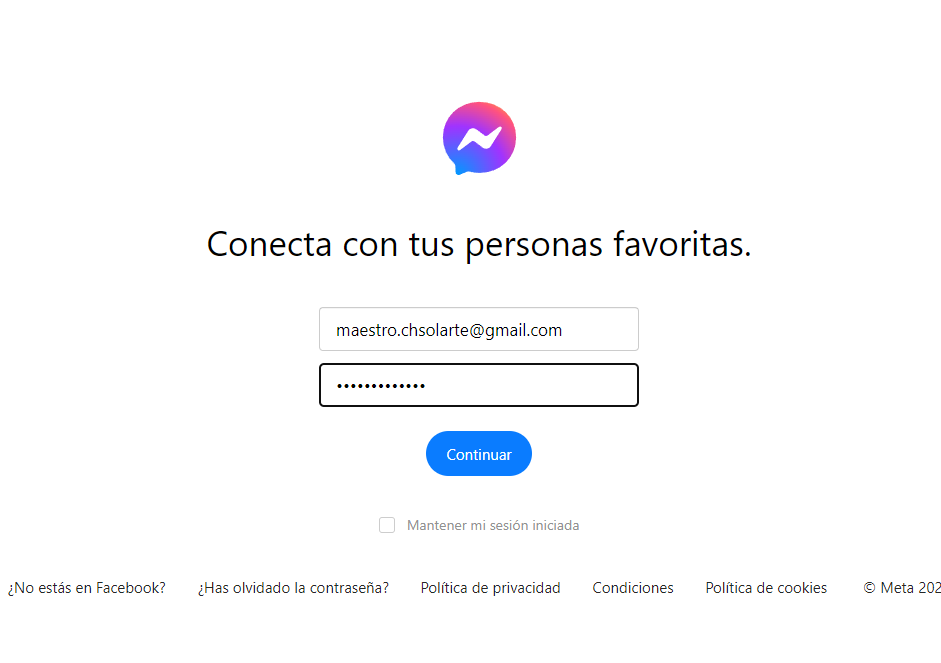 Conecta con tus personas favoritas.
maestro.chsolarte@gmail.com
•••••••••••••
Continuar
Mantener mi sesión iniciada
¿No estás en Facebook? ¿Has olvidado la contraseña? Política de privacidad Condiciones Política de cookies © Meta 202